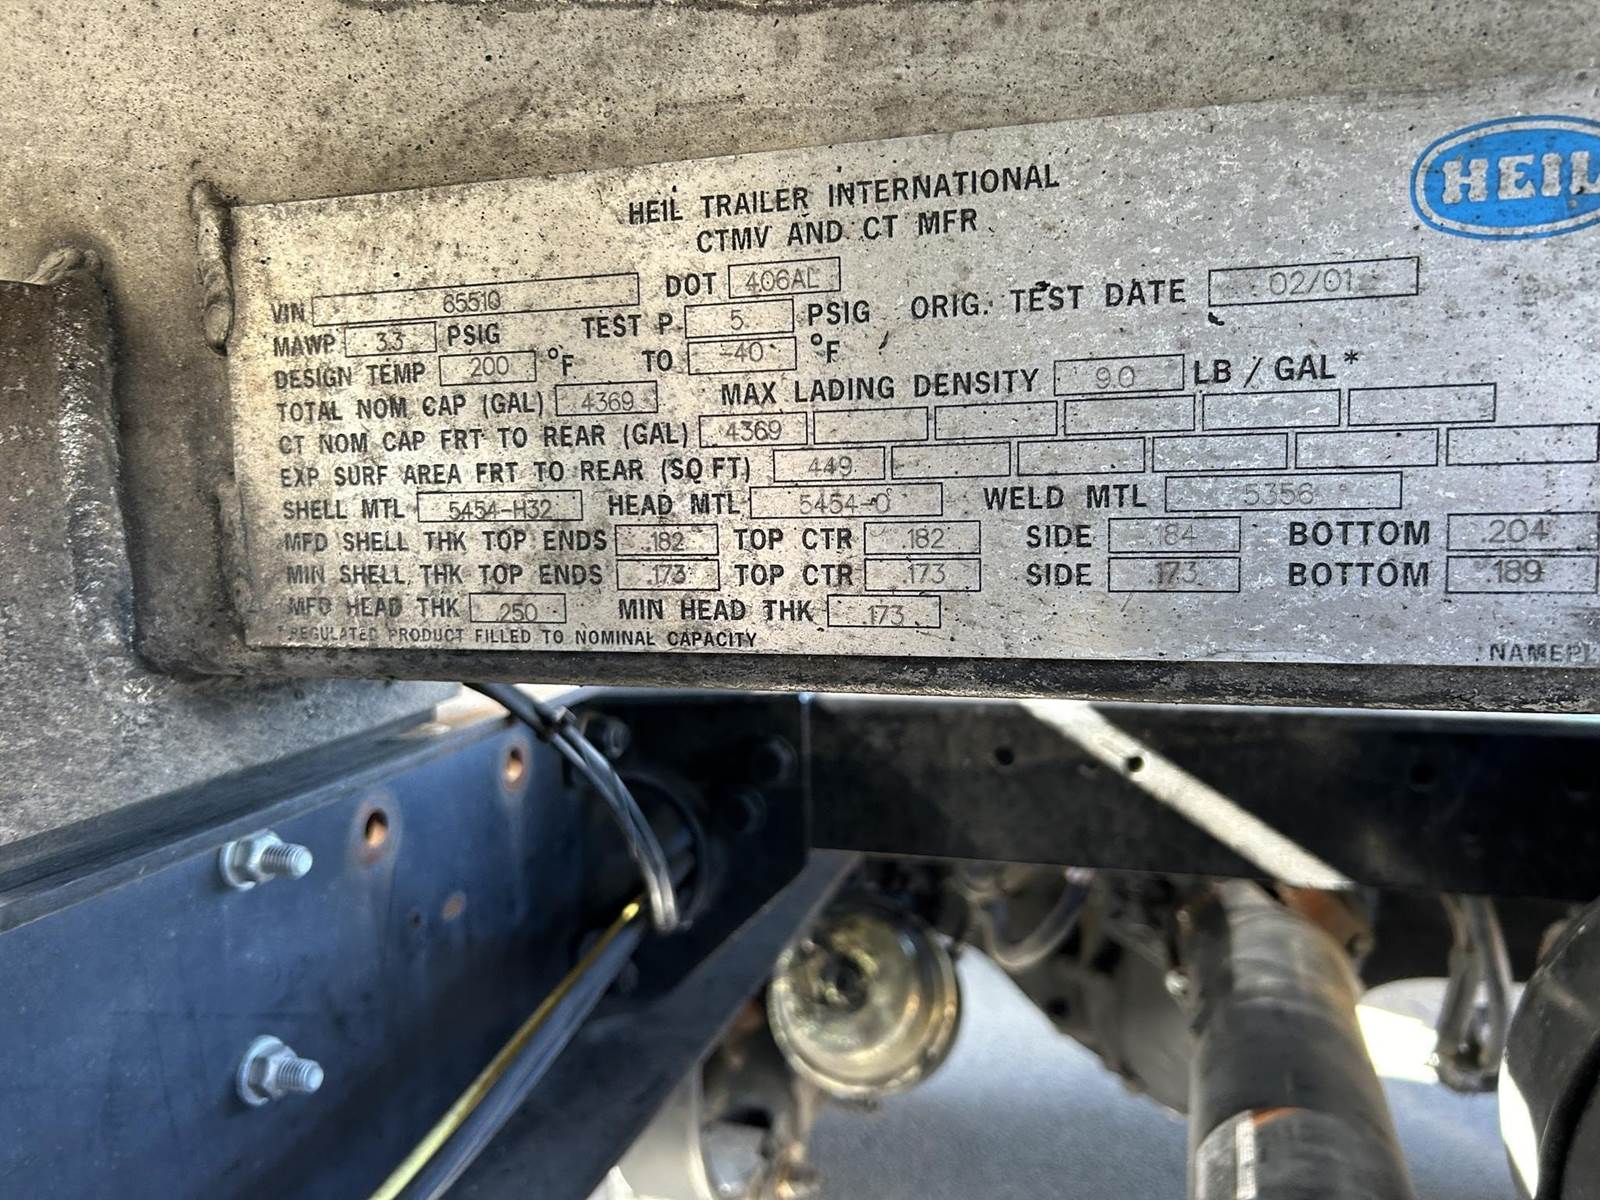 HEIL
HEIL TRAILER INTERNATIONAL
CTMV AND CT MFR
VIN 65510 DOT 406AL
MAWP 3.3 PSIG TEST P. 5 PSIG ORIG. TEST DATE 02/01
DESIGN TEMP 200 °F TO -40 °F
TOTAL NOM CAP (GAL) 4369 MAX LADING DENSITY 9.0 LB / GAL*
CT NOM CAP FRT TO REAR (GAL) 4369
EXP SURF AREA FRT TO REAR (SQ FT) 449
SHELL MTL 5454-H32 HEAD MTL 5454-0 WELD MTL 5356
MFD SHELL THK TOP ENDS .182 TOP CTR .182 SIDE .184 BOTTOM .204
MIN SHELL THK TOP ENDS .173 TOP CTR .173 SIDE .173 BOTTOM .189
MFD HEAD THK .250 MIN HEAD THK .173
* REGULATED PRODUCT FILLED TO NOMINAL CAPACITY